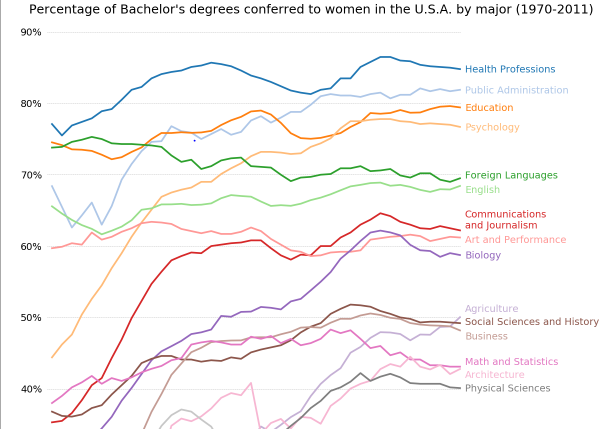 Percentage of Bachelor's degrees conferred to women in the U.S.A. by major (1970-2011)
90%
Health Professions
Public Administration
80%
Education
Psychology
70%
Foreign Languages
English
Communications
and Journalism
Art and Performance
60%
Biology
Agriculture
50%
Social Sciences and History
Business
Math and Statistics
Architecture
40%
Physical Sciences